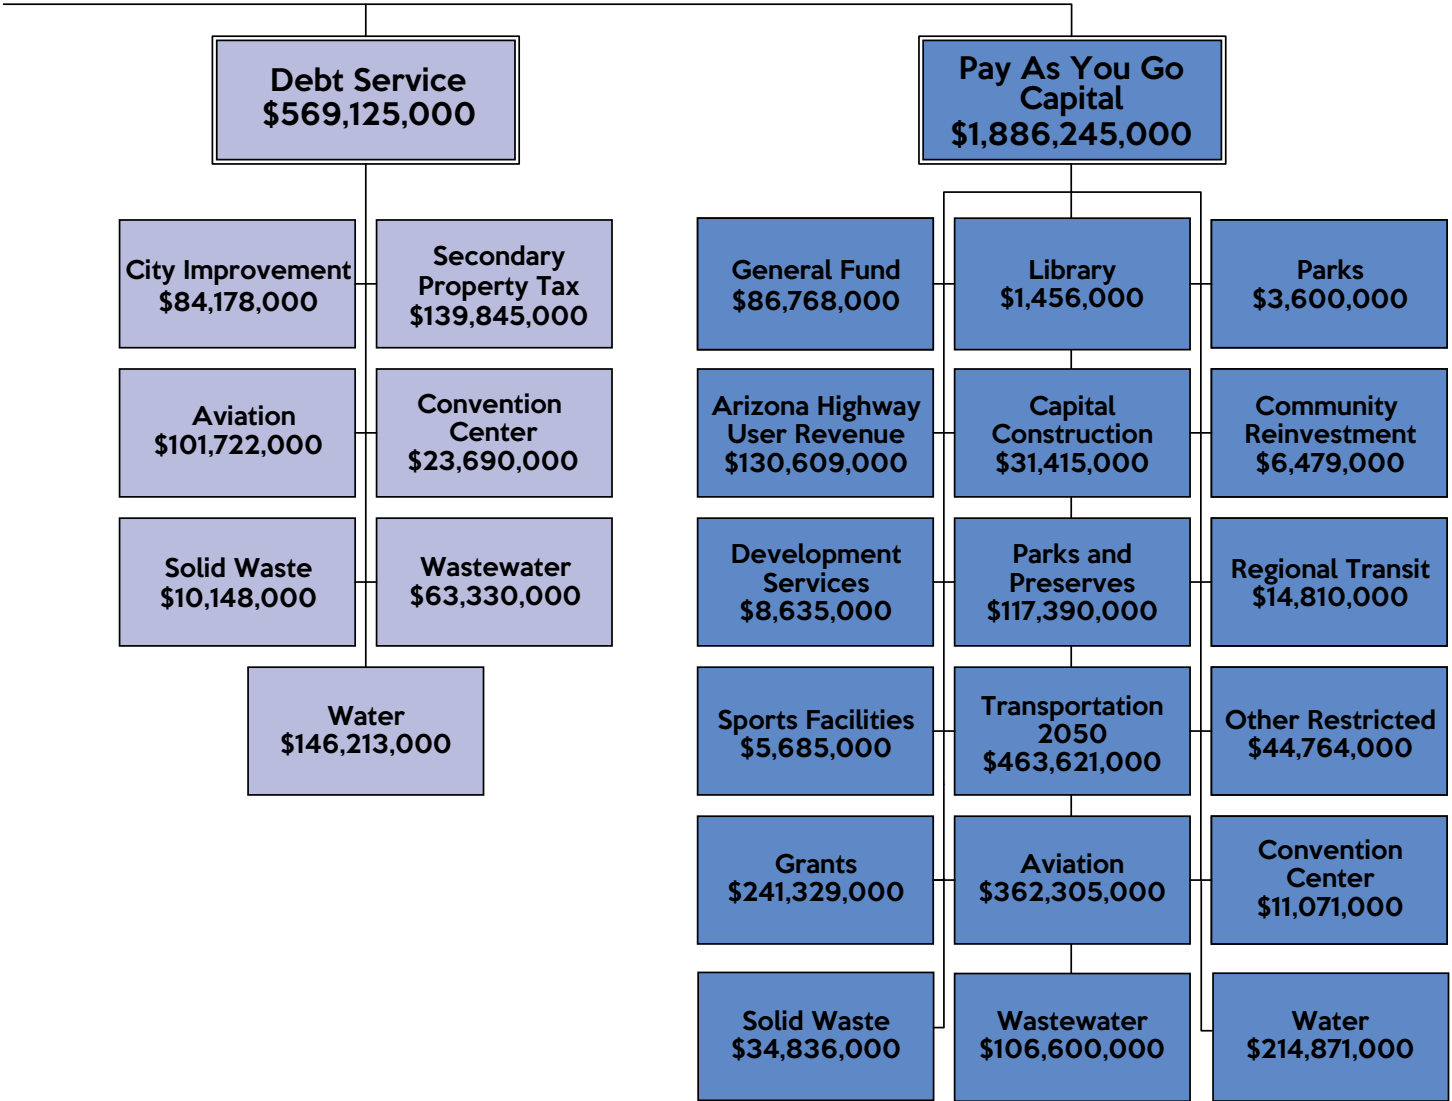 Debt Service
$569,125,000
City Improvement
$84,178,000
Secondary
Property Tax
$139,845,000
Aviation
$101,722,000
Convention
Center
$23,690,000
Solid Waste
$10,148,000
Wastewater
$63,330,000
Water
$146,213,000
Pay As You Go
Capital
$1,886,245,000
General Fund
$86,768,000
Library
$1,456,000
Parks
$3,600,000
Arizona Highway
User Revenue
$130,609,000
Capital
Construction
$31,415,000
Community
Reinvestment
$6,479,000
Development
Services
$8,635,000
Parks and
Preserves
$117,390,000
Regional Transit
$14,810,000
Sports Facilities
$5,685,000
Transportation
2050
$463,621,000
Other Restricted
$44,764,000
Grants
$241,329,000
Aviation
$362,305,000
Convention
Center
$11,071,000
Solid Waste
$34,836,000
Wastewater
$106,600,000
Water
$214,871,000